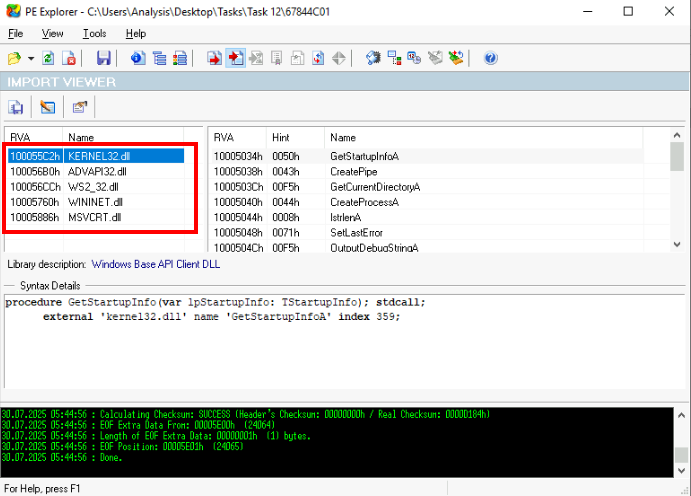 PE Explorer - C:\Users\Analysis\Desktop\Tasks\Task 12\67844C01
File View Tools Help
IMPORT VIEWER
RVA Name
100055C2h KERNEL32.dll
100056B0h ADVAPI32.dll
100056CCh WS2_32.dll
10005760h WININET.dll
10005886h MSVCRT.dll
RVA Hint Name
10005034h 0050h GetStartupInfoA
10005038h 0043h CreatePipe
1000503Ch 00F5h GetCurrentDirectoryA
10005040h 0044h CreateProcessA
10005044h 0008h lstrlenA
10005048h 0071h SetLastError
1000504Ch 00F5h OutputDebugStringA
Library description: Windows Base API Client DLL
Syntax Details
procedure GetStartupInfo(var lpStartupInfo: TStartupInfo); stdcall;
external 'kernel32.dll' name 'GetStartupInfoA' index 359;
30.07.2025 05:44:56 : Calculating Checksum: SUCCESS (Header's Checksum: 00000000h / Real Checksum: 0000B184h)
30.07.2025 05:44:56 : EOF Extra Data From: 00005E00h (24064)
30.07.2025 05:44:56 : Length of EOF Extra Data: 00000001h (1) bytes.
30.07.2025 05:44:56 : EOF Position: 00005E01h (24065)
30.07.2025 05:44:56 : Done.
For Help, press F1